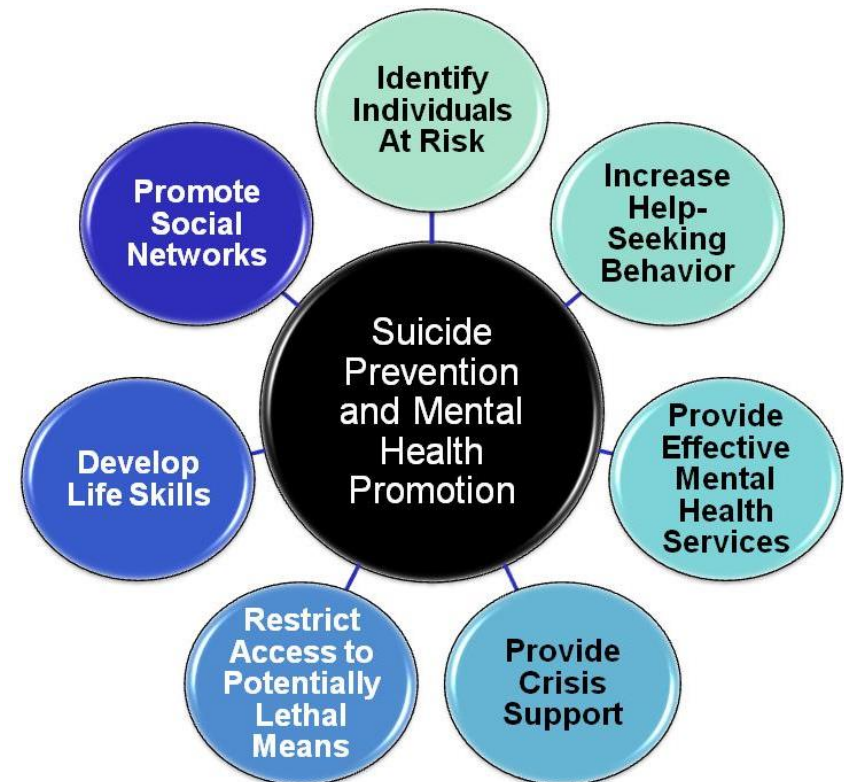 Identify
Individuals
At Risk
Increase
Help-
Seeking
Behavior
Provide
Effective
Mental
Health
Services
Provide
Crisis
Support
Restrict
Access to
Potentially
Lethal
Means
Develop
Life Skills
Promote
Social
Networks
Suicide
Prevention
and Mental
Health
Promotion